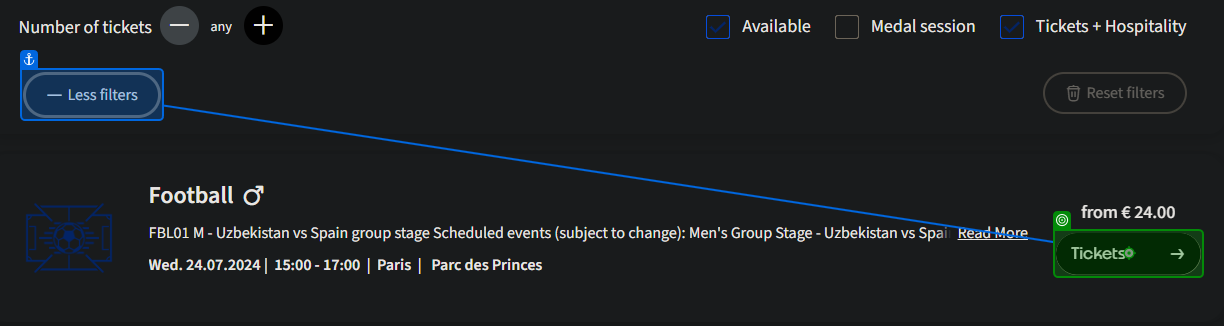 Number of tickets
any
Available
Medal session
Tickets + Hospitality
Less filters
Reset filters
Football
from € 24.00
FBL01 M - Uzbekistan vs Spain group stage Scheduled events (subject to change): Men's Group Stage - Uzbekistan vs Spai Read More
Tickets
Wed. 24.07.2024 | 15:00 - 17:00 | Paris | Parc des Princes